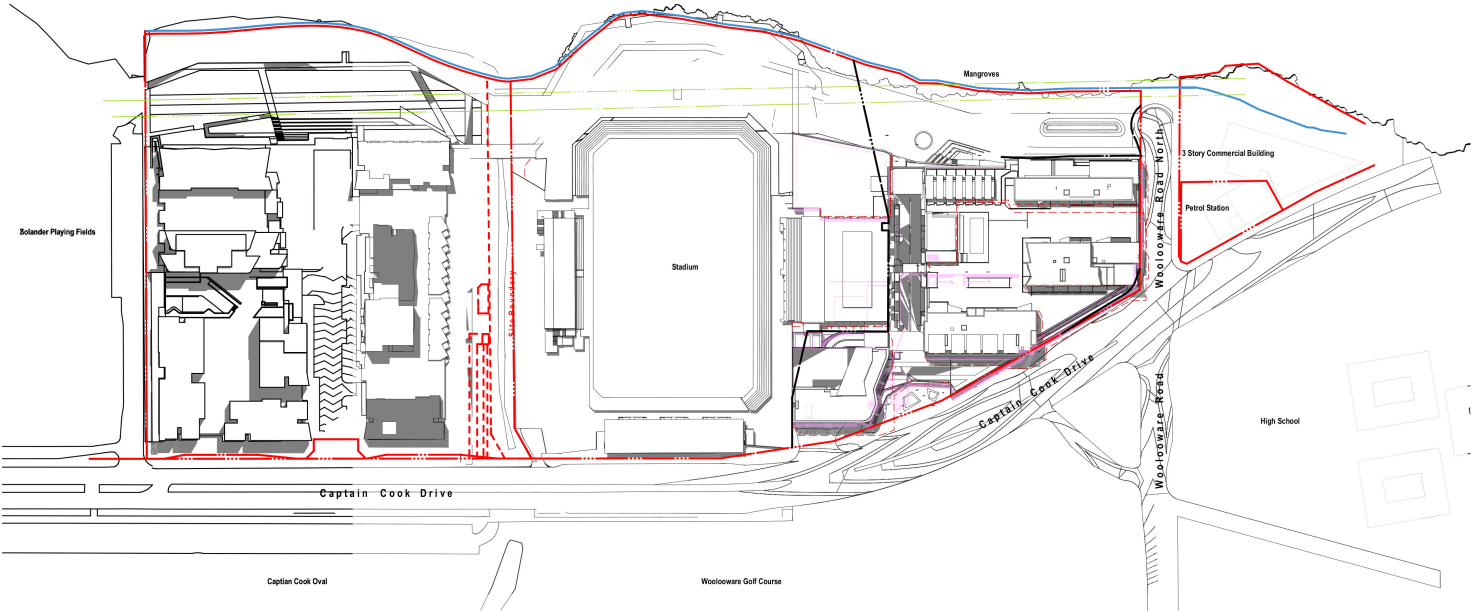 Mangroves
3 Story Commercial Building
Woolooware Road North
Petrol Station
Bolander Playing Fields
Stadium
Site Boundary
Captain Cook Drive
Woolooware Road
High School
Captain Cook Drive
Captian Cook Oval
Woolooware Golf Course